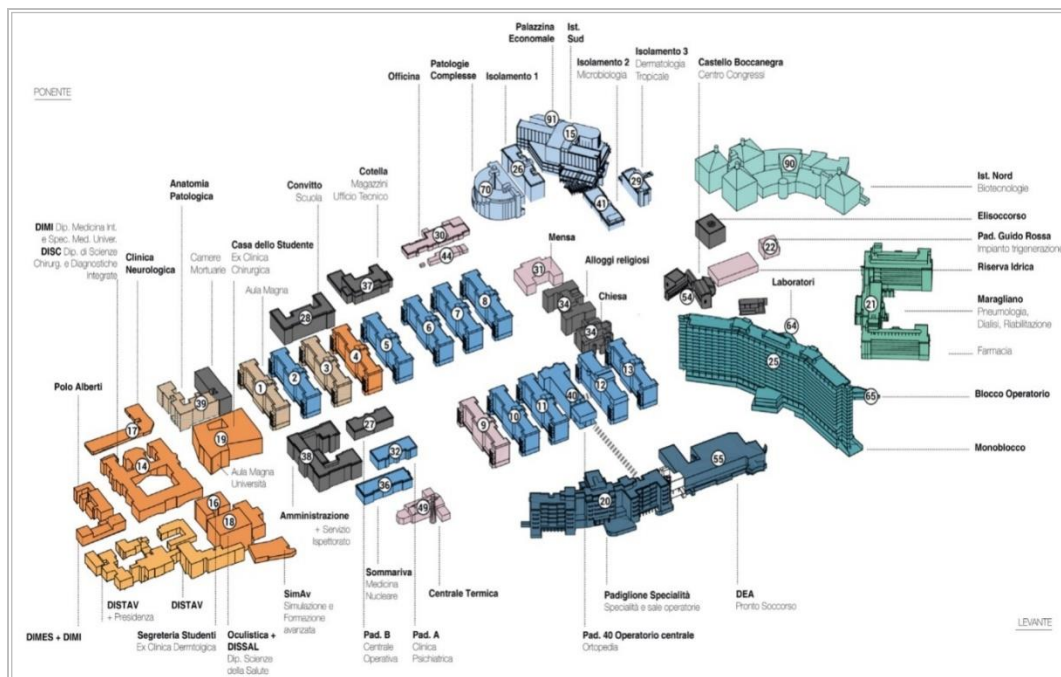 Palazzina
Economale
Ist.
Sud
Isolamento 3
Dermatologia
Tropicale
Patologie
Complesse
Isolamento 2
Microbiologia
Castello Boccanegra
Centro Congressi
Officina
Isolamento 1
PONENTE
91
15
90
26
29
70
41
Cotella
Magazzini
Ufficio Tecnico
Convitto
Scuola
Anatomia
Patologica
Ist. Nord
Biotecnologie
Elisoccorso
DIMI Dip. Medicina Int.
e Spec. Med. Univer.
DISC Dip. di Scienze
Chirurg. e Diagnostiche
integrate
Clinica
Neurologica
Camere
Mortuarie
Casa dello Studente
Ex Clinica
Chirurgica
Aula Magna
30
44
Mensa
Pad. Guido Rossa
Impianto trigenerazione
22
Riserva Idrica
Alloggi religiosi
31
37
Chiesa
Laboratori
54
21
Maragliano
Pneumologia,
Dialisi, Riabilitazione
Farmacia
28
8
7
6
5
4
3
2
1
34
34
64
25
Polo Alberti
39
13
12
40
11
10
9
65
Blocco Operatorio
17
19
27
38
32
36
Monoblocco
14
Aula Magna
Università
55
16
18
49
20
Amministrazione
+ Servizio
Ispettorato
Sommariva
Medicina
Nucleare
Centrale Termica
DISTAV
+ Presidenza
DISTAV
SimAv
Simulazione e
Formazione
avanzata
Padiglione Specialità
Specialità e sale operatorie
DEA
Pronto Soccorso
DIMES + DIMI
Segreteria Studenti
Ex Clinica Dermtolgica
Oculistica +
DISSAL
Dip. Scienze
della Salute
Pad. B
Centrale
Operativa
Pad. A
Clinica
Psichiatrica
Pad. 40 Operatorio centrale
Ortopedia
LEVANTE